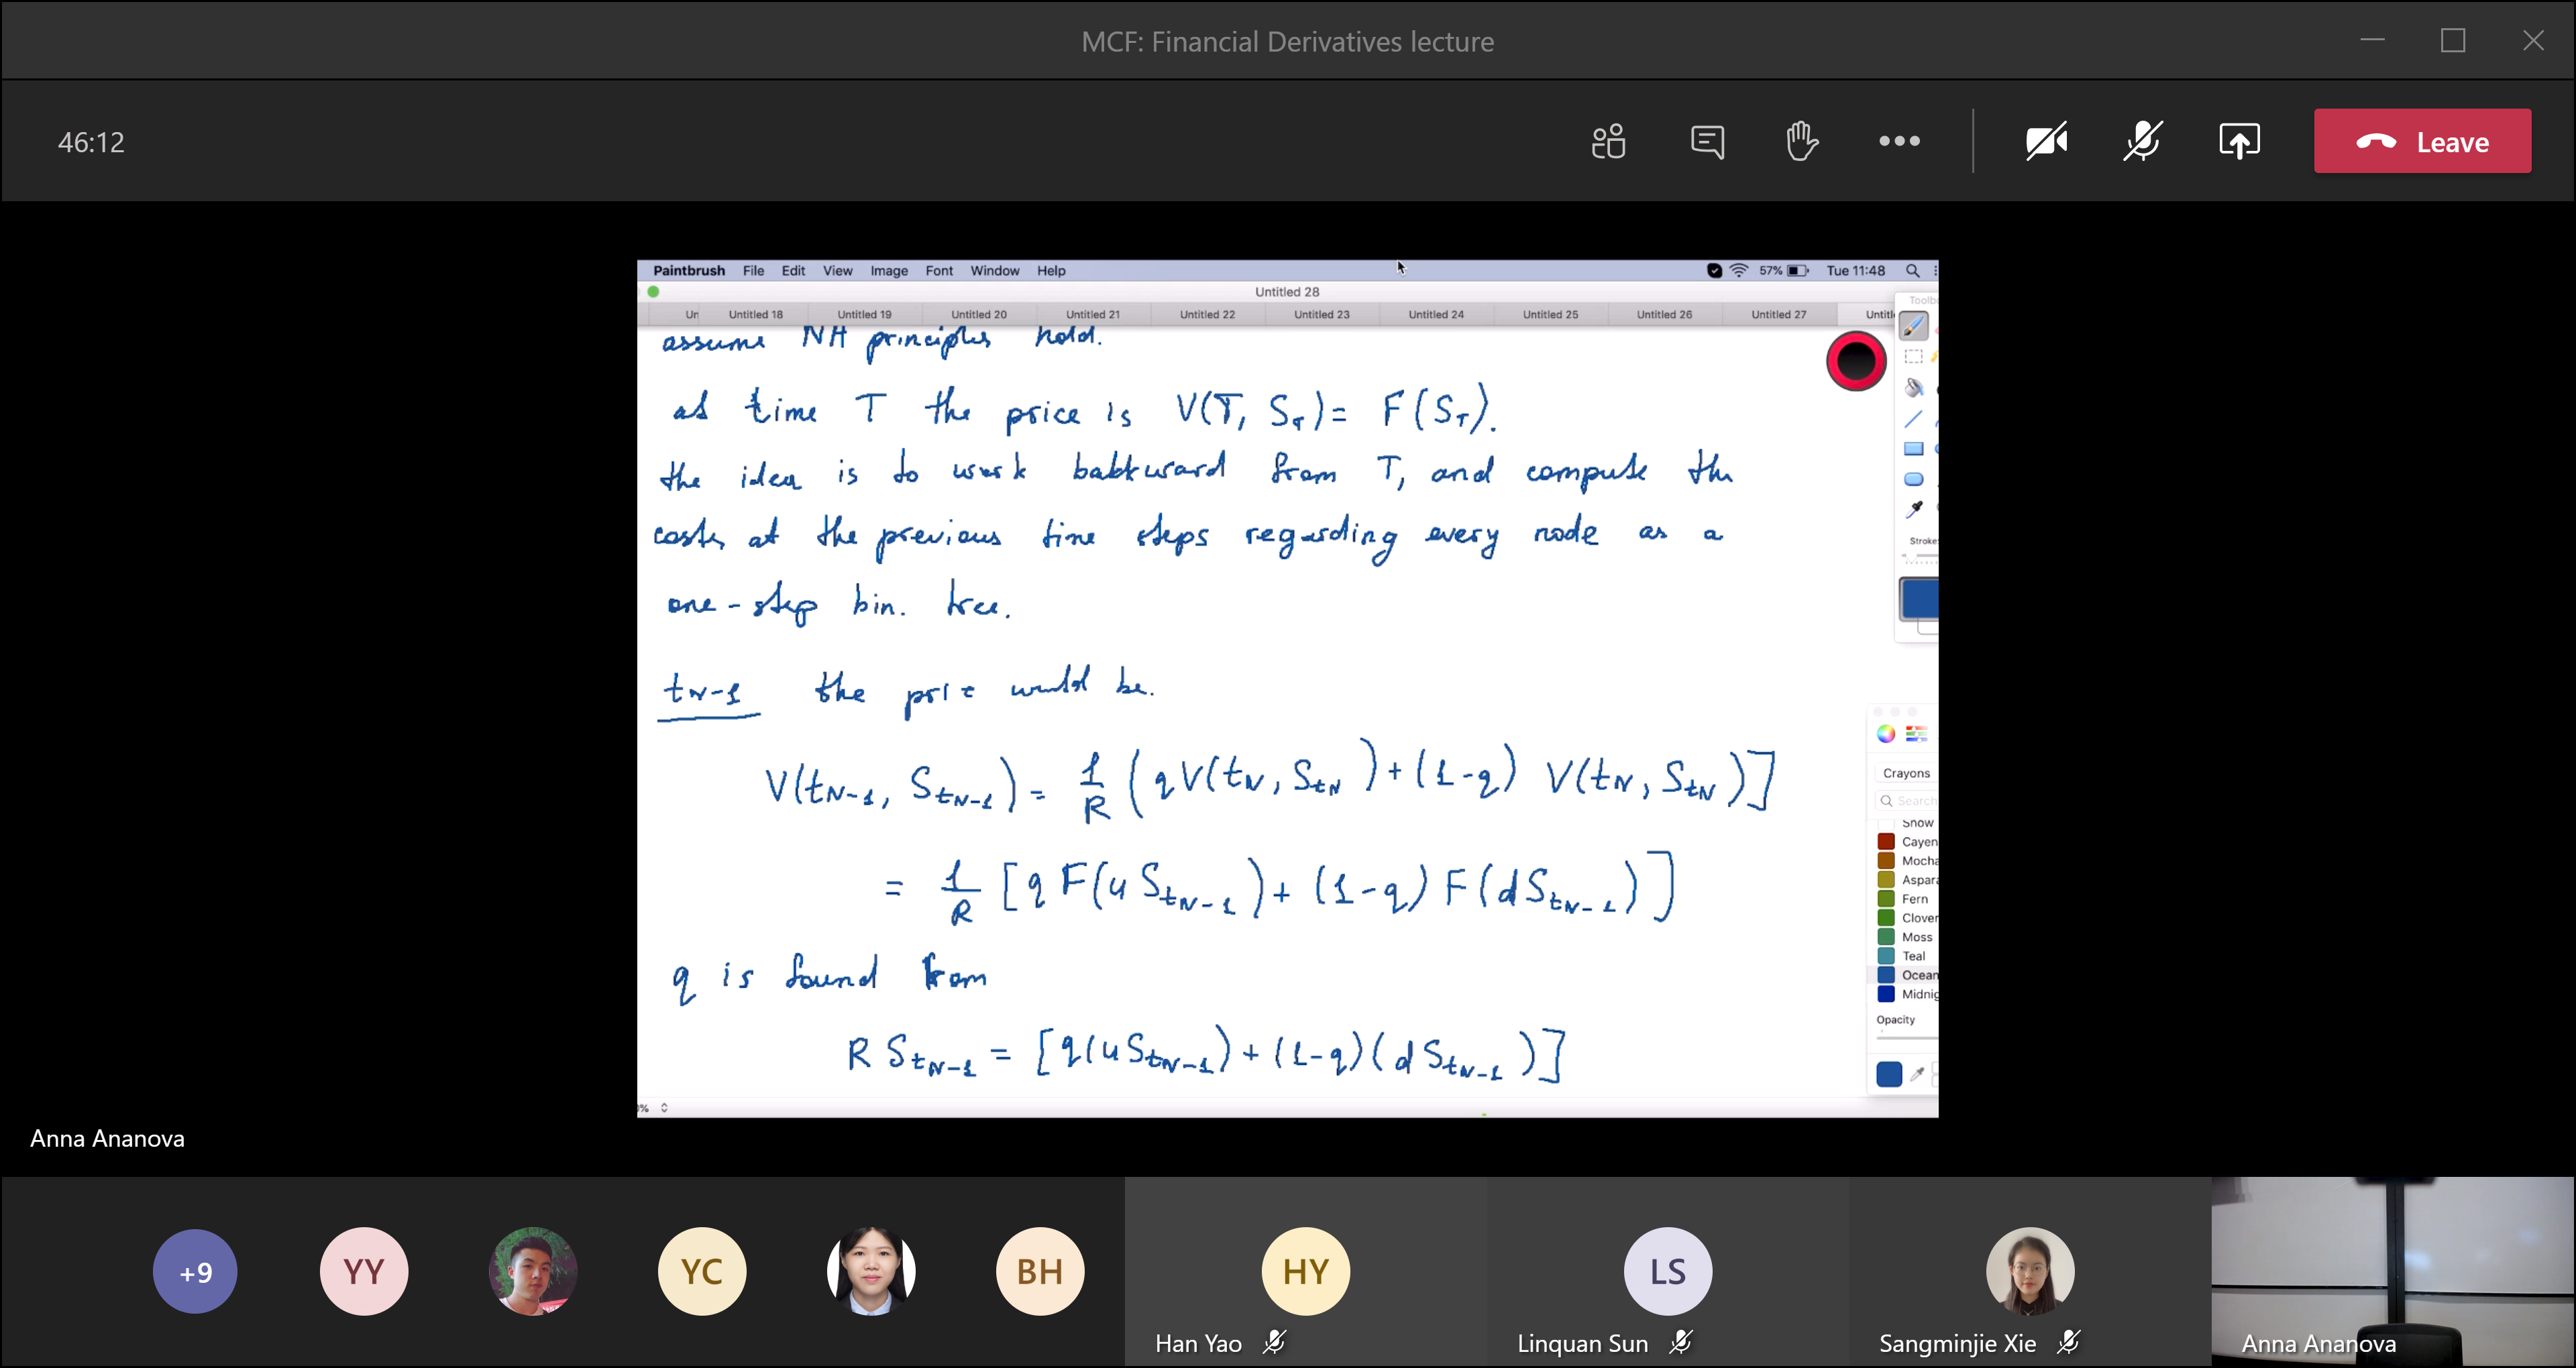 MCF: Financial Derivatives lecture
46:12
Leave
Paintbrush File Edit View Image Font Window Help
57% Tue 11:48
Untitled 28
Un Untitled 18 Untitled 19 Untitled 20 Untitled 21 Untitled 22 Untitled 23 Untitled 24 Untitled 25 Untitled 26 Untitled 27 Untitl
Toolb
assume NA principles hold.
at time T the price is V(T, S_T) = F(S_T).
the idea is to work backward from T, and compute the
costs at the previous time steps regarding every node as a
one-step bin. tree.
t_{N-1} the price would be.
V(t_{N-1}, S_{t_{N-1}}) = 1/R (q V(t_N, S_{t_N}) + (1-q) V(t_N, S_{t_N})]
= 1/R [q F(u S_{t_{N-1}}) + (1-q) F(d S_{t_{N-1}})]
q is found from
R S_{t_{N-1}} = [q(u S_{t_{N-1}}) + (1-q)(d S_{t_{N-1}})]
Stroke:
Crayons
Search
Snow
Cayen
Mocha
Aspara
Fern
Clover
Moss
Teal
Ocean
Midnig
Opacity
%
Anna Ananova
+9 YY YC BH HY LS
Han Yao Linquan Sun Sangminjie Xie Anna Ananova